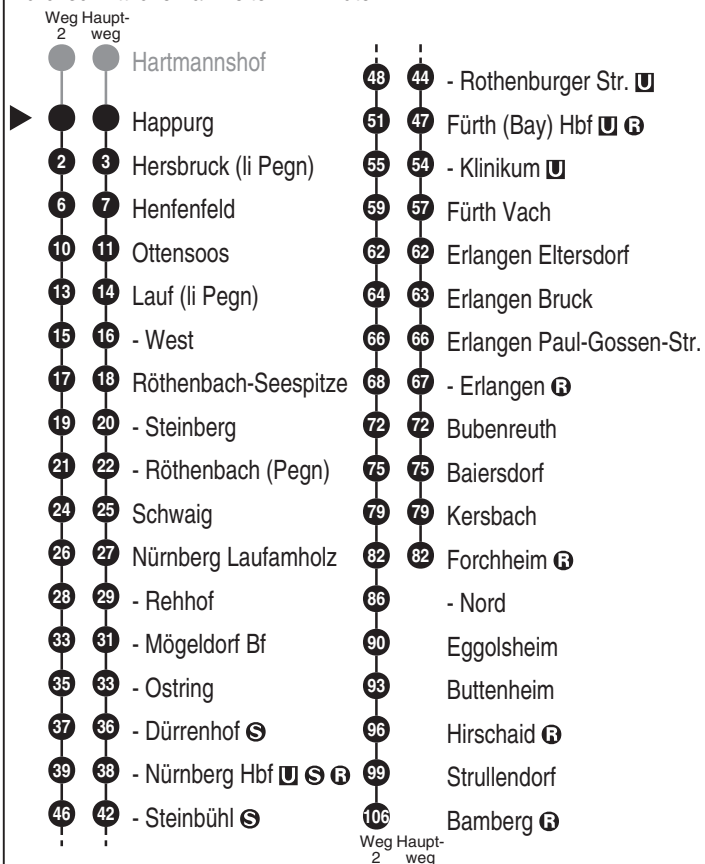 Weg Haupt-
2 weg
Hartmannshof
Happurg
2 3 Hersbruck (li Pegn)
6 7 Henfenfeld
10 11 Ottensoos
13 14 Lauf (li Pegn)
15 16 - West
17 18 Röthenbach-Seespitze
19 20 - Steinberg
21 22 - Röthenbach (Pegn)
24 25 Schwaig
26 27 Nürnberg Laufamholz
28 29 - Rehhof
33 31 - Mögeldorf Bf
35 33 - Ostring
37 36 - Dürrenhof S
39 38 - Nürnberg Hbf U S R
46 42 - Steinbühl S
48 44 - Rothenburger Str. U
51 47 Fürth (Bay) Hbf U R
55 54 - Klinikum U
59 57 Fürth Vach
62 62 Erlangen Eltersdorf
64 63 Erlangen Bruck
66 66 Erlangen Paul-Gossen-Str.
68 67 - Erlangen R
72 72 Bubenreuth
75 75 Baiersdorf
79 79 Kersbach
82 82 Forchheim R
86 - Nord
90 Eggolsheim
93 Buttenheim
96 Hirschaid R
99 Strullendorf
106 Bamberg R
Weg Haupt-
2 weg